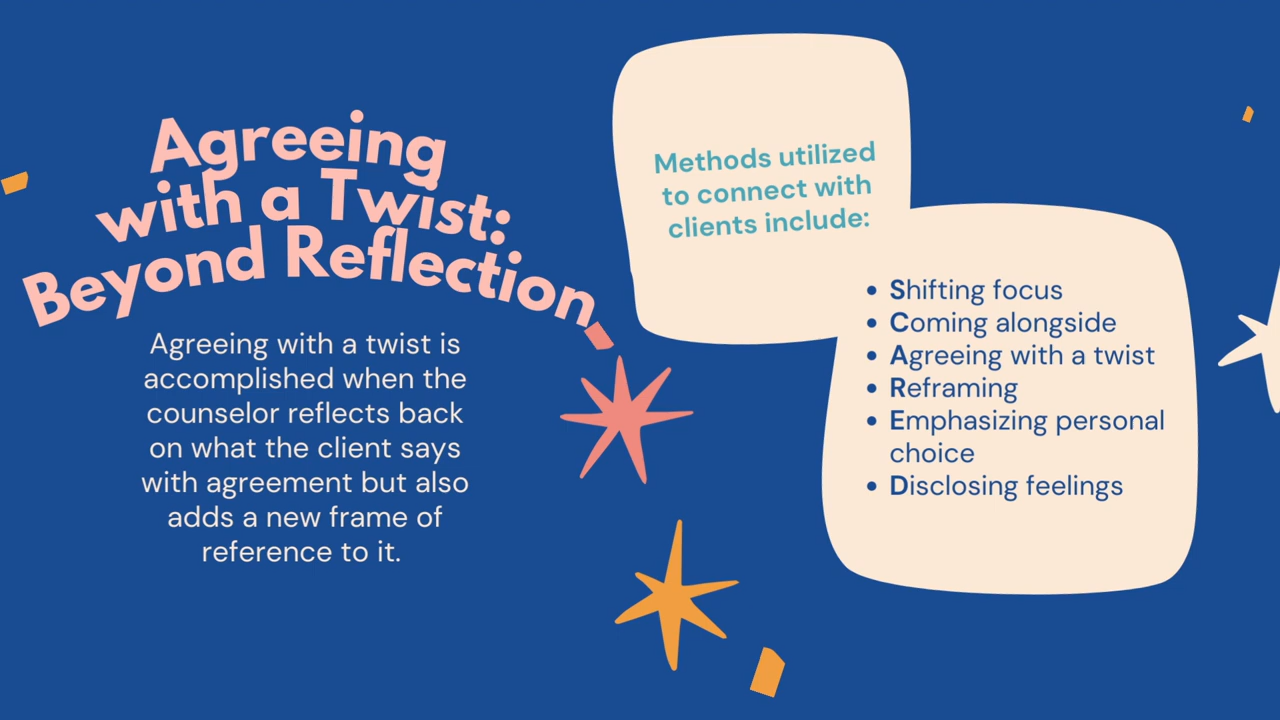 Agreeing
with a Twist:
Beyond Reflection
Agreeing with a twist is
accomplished when the
counselor reflects back
on what the client says
with agreement but also
adds a new frame of
reference to it.
Methods utilized
to connect with
clients include:
• Shifting focus
• Coming alongside
• Agreeing with a twist
• Reframing
• Emphasizing personal
choice
• Disclosing feelings